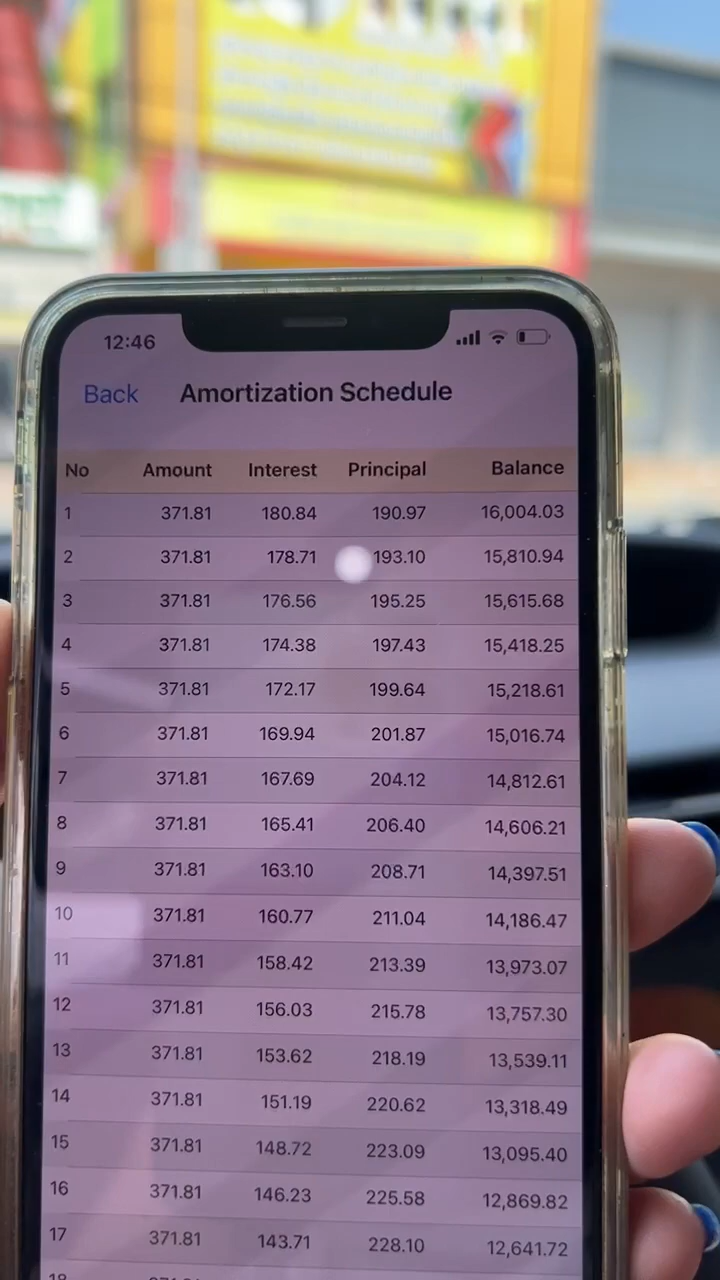 12:46
Back Amortization Schedule
No Amount Interest Principal Balance
1 371.81 180.84 190.97 16,004.03
2 371.81 178.71 193.10 15,810.94
3 371.81 176.56 195.25 15,615.68
4 371.81 174.38 197.43 15,418.25
5 371.81 172.17 199.64 15,218.61
6 371.81 169.94 201.87 15,016.74
7 371.81 167.69 204.12 14,812.61
8 371.81 165.41 206.40 14,606.21
9 371.81 163.10 208.71 14,397.51
10 371.81 160.77 211.04 14,186.47
11 371.81 158.42 213.39 13,973.07
12 371.81 156.03 215.78 13,757.30
13 371.81 153.62 218.19 13,539.11
14 371.81 151.19 220.62 13,318.49
15 371.81 148.72 223.09 13,095.40
16 371.81 146.23 225.58 12,869.82
17 371.81 143.71 228.10 12,641.72